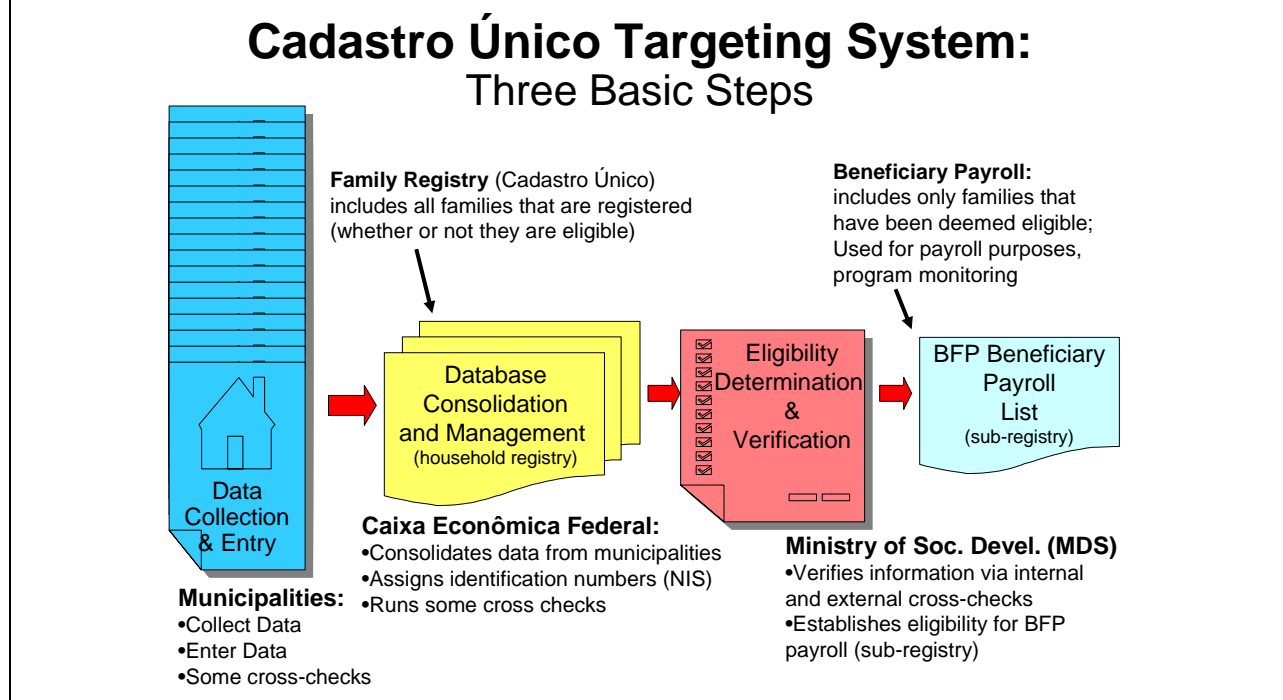 Cadastro Único Targeting System:
Three Basic Steps
Family Registry (Cadastro Único)
includes all families that are registered
(whether or not they are eligible)
Beneficiary Payroll:
includes only families that
have been deemed eligible;
Used for payroll purposes,
program monitoring
Data
Collection
& Entry
Database
Consolidation
and Management
(household registry)
Eligibility
Determination
&
Verification
BFP Beneficiary
Payroll
List
(sub-registry)
Municipalities:
•Collect Data
•Enter Data
•Some cross-checks
Caixa Econômica Federal:
•Consolidates data from municipalities
•Assigns identification numbers (NIS)
•Runs some cross checks
Ministry of Soc. Devel. (MDS)
•Verifies information via internal
and external cross-checks
•Establishes eligibility for BFP
payroll (sub-registry)